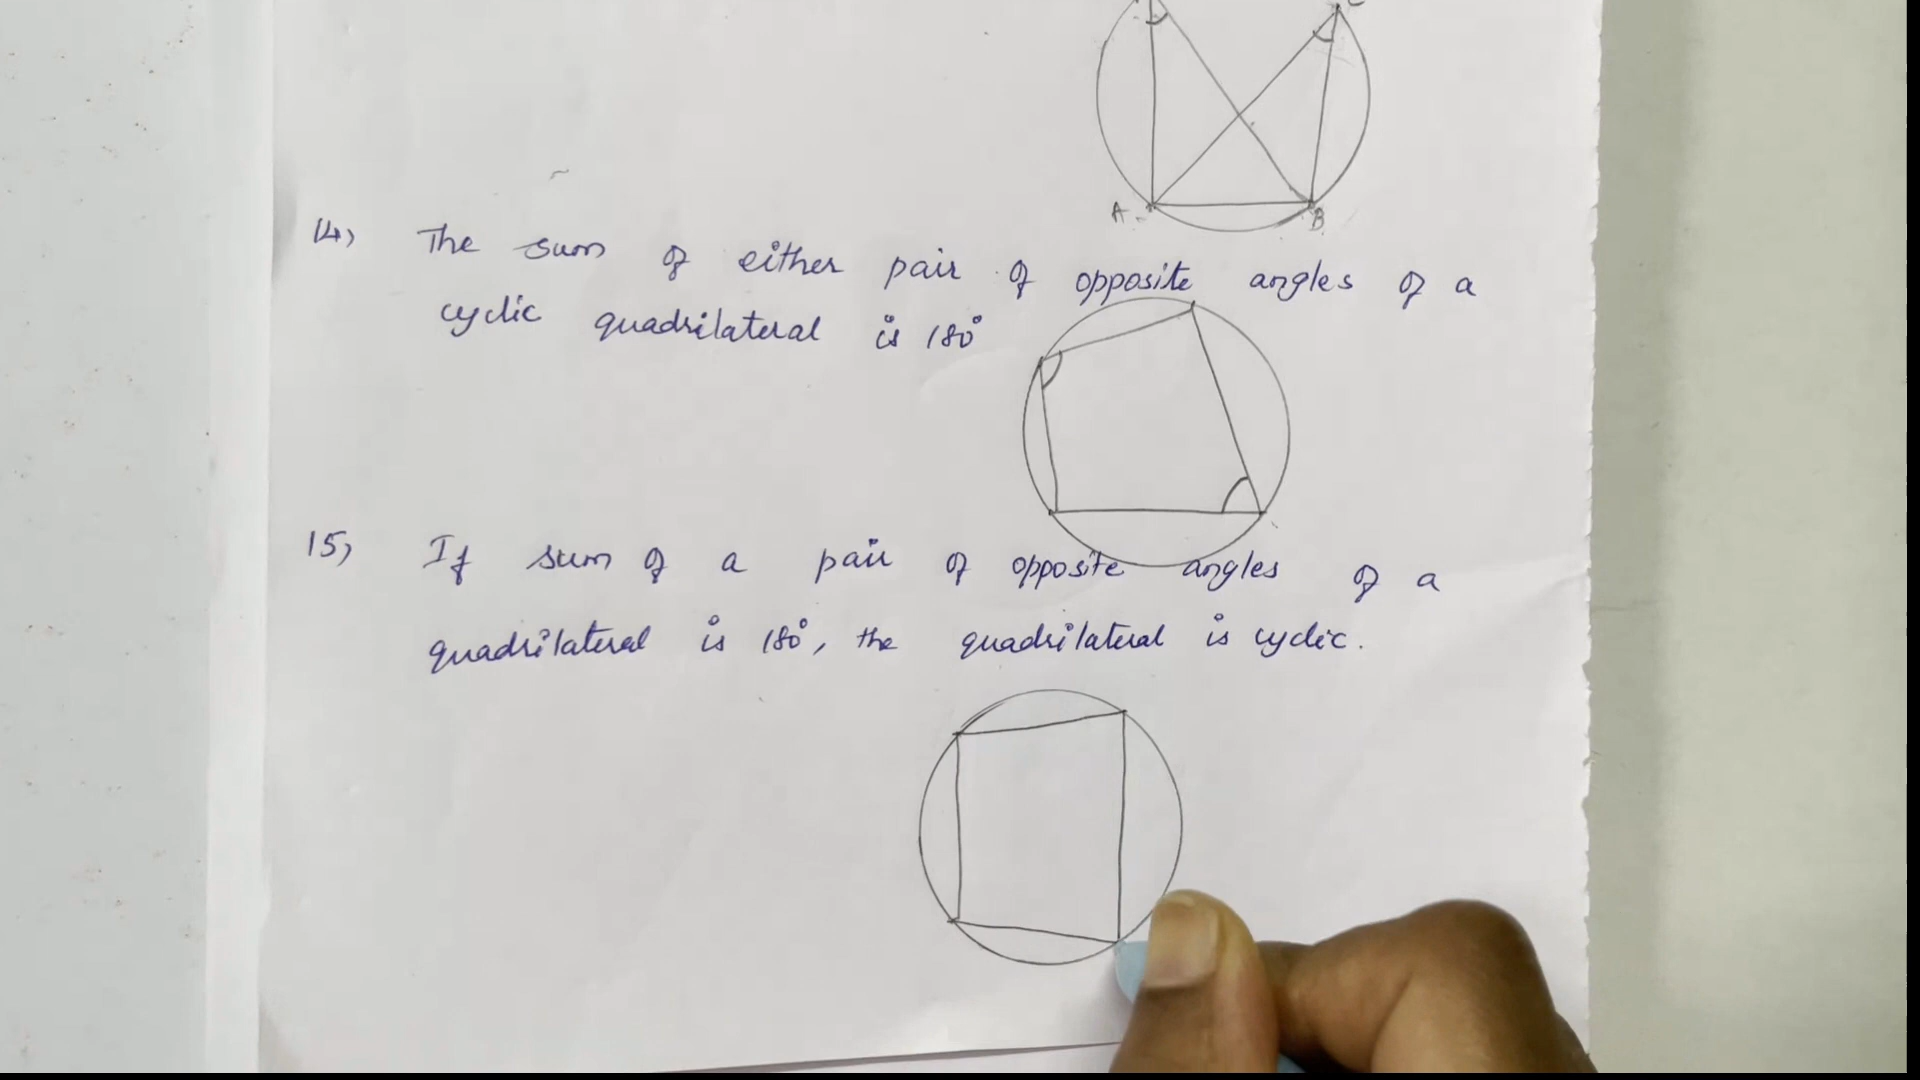 A B
14) The sum of either pair of opposite angles of a
cyclic quadrilateral is 180°
15) If sum of a pair of opposite angles of a
quadrilateral is 180°, the quadrilateral is cyclic.